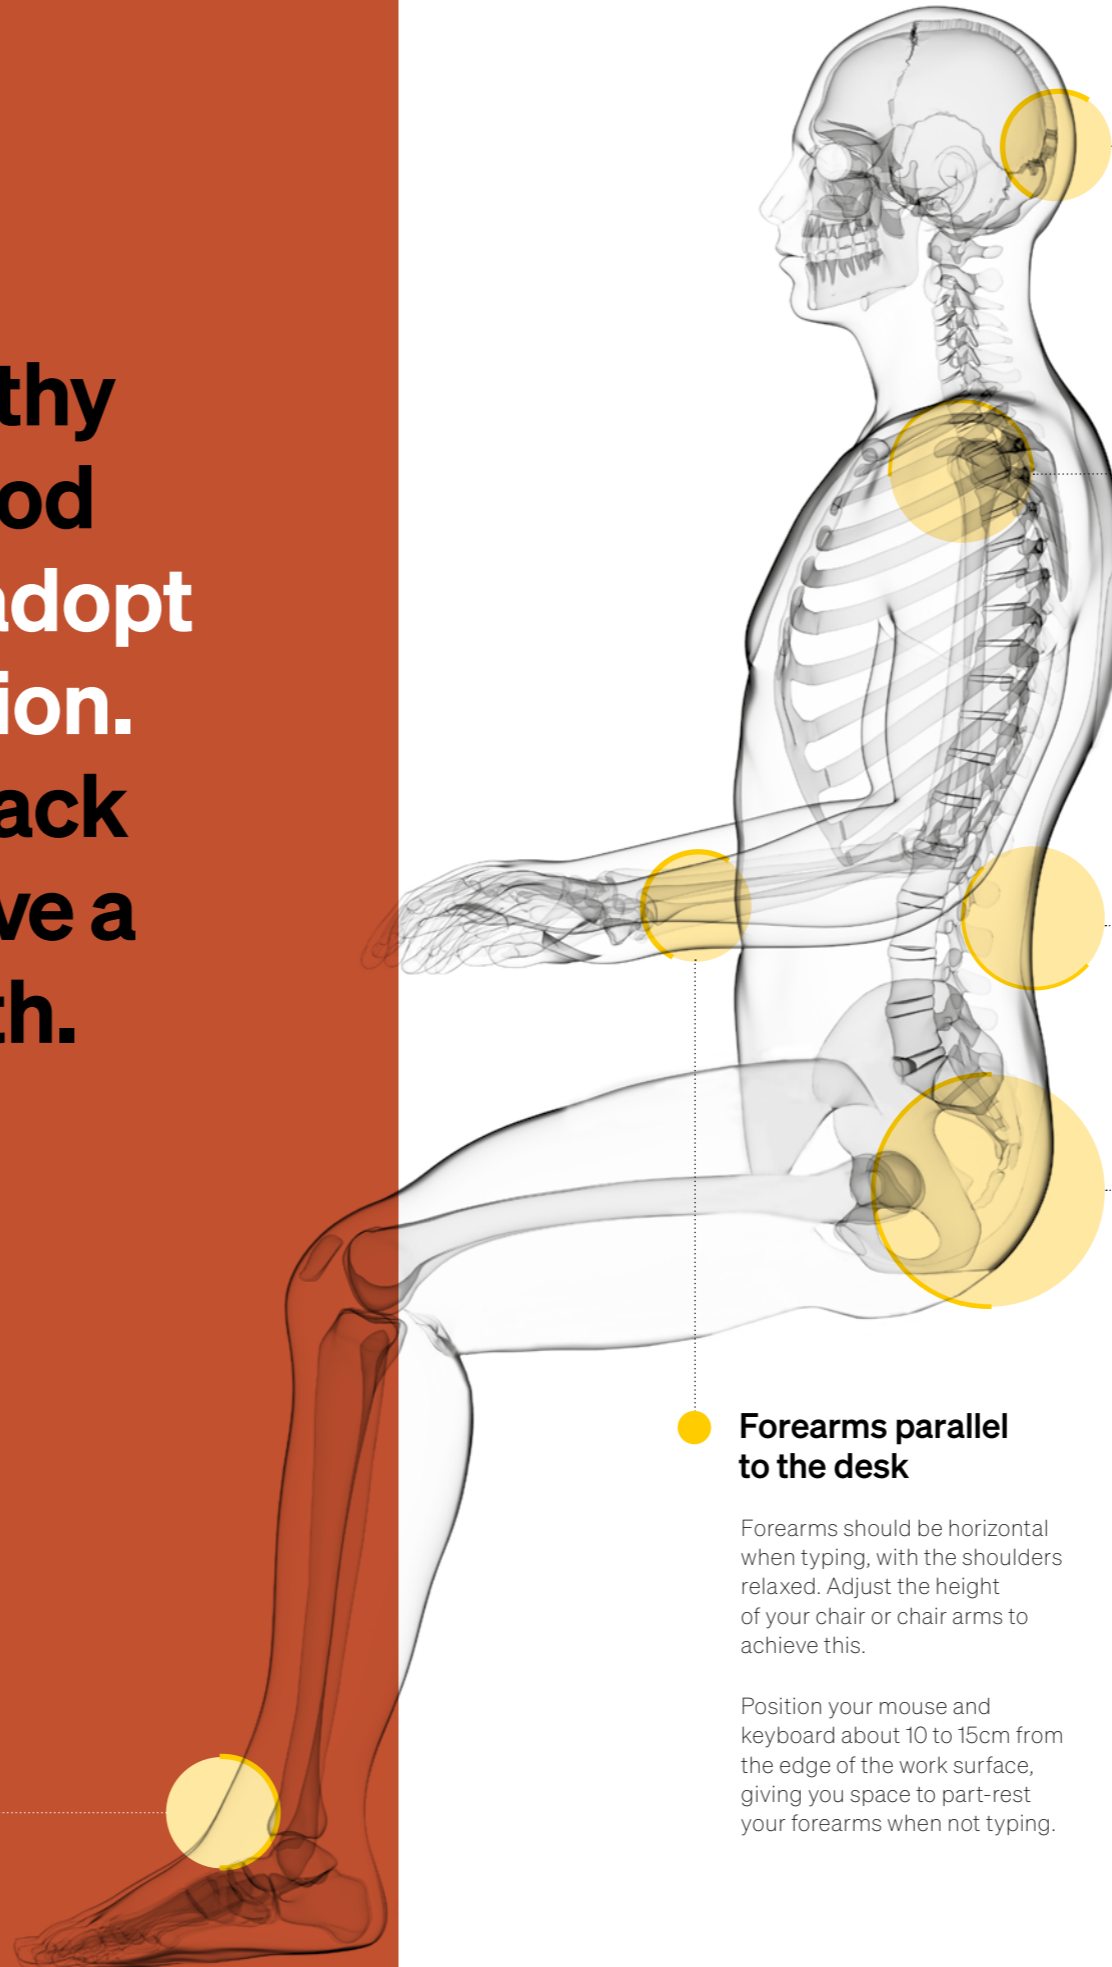 thy
od
adopt
ion.
ack
ve a
th.
Forearms parallel
to the desk
Forearms should be horizontal
when typing, with the shoulders
relaxed. Adjust the height
of your chair or chair arms to
achieve this.
Position your mouse and
keyboard about 10 to 15cm from
the edge of the work surface,
giving you space to part-rest
your forearms when not typing.